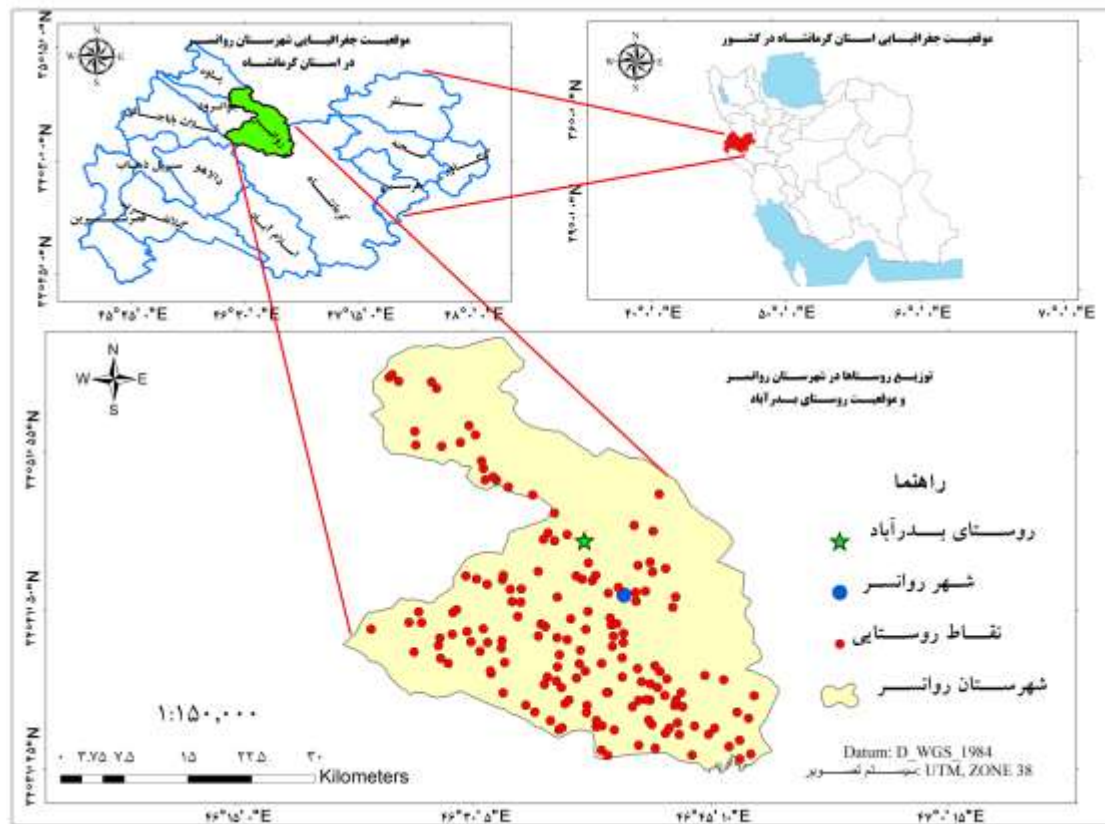 موقعیت جغرافیایی شهرستان روانسر
در استان کرمانشاه
N
W
E
S
پاوه
جوانرود
روانسر
ثلاث باباجانی
سرپل ذهاب
دالاهو
گیلانغرب
قصرشیرین
اسلام آباد
کرمانشاه
سنقر
صحنه
هرسین
کنگاور
۴۵°۴۵'۰"E
۴۶°۳۰'۰"E
۴۷°۱۵'۰"E
۴۸°۰'۰"E
موقعیت جغرافیایی استان کرمانشاه در کشور
N
W
E
S
۴۰°۰'۰"E
۵۰°۰'۰"E
۶۰°۰'۰"E
۷۰°۰'۰"E
توزیع روستاها در شهرستان روانسر
و موقعیت روستای بدرآباد
N
W
E
S
راهنما
روستای بدرآباد
شهر روانسر
نقاط روستایی
شهرستان روانسر
۱:۱۵۰,۰۰۰
۰ ۳.۷۵ ۷.۵ ۱۵ ۲۲.۵ ۳۰
Kilometers
Datum: D_WGS_1984
سیستم تصویر: UTM, ZONE 38
۴۶°۱۵'۰"E
۴۶°۳۰'۵"E
۴۶°۴۵'۱۰"E
۴۷°۰'۱۵"E